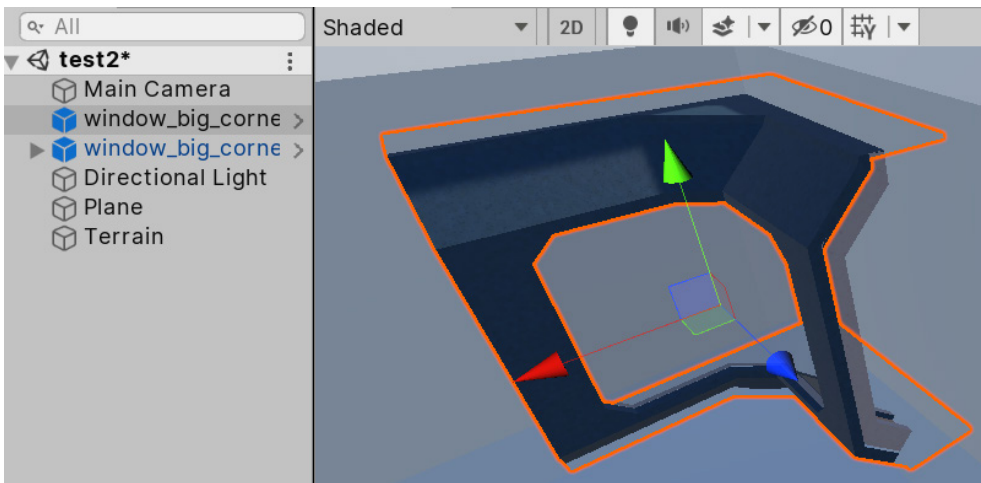 All
test2*
Main Camera
window_big_corne
window_big_corne
Directional Light
Plane
Terrain
Shaded
2D
0